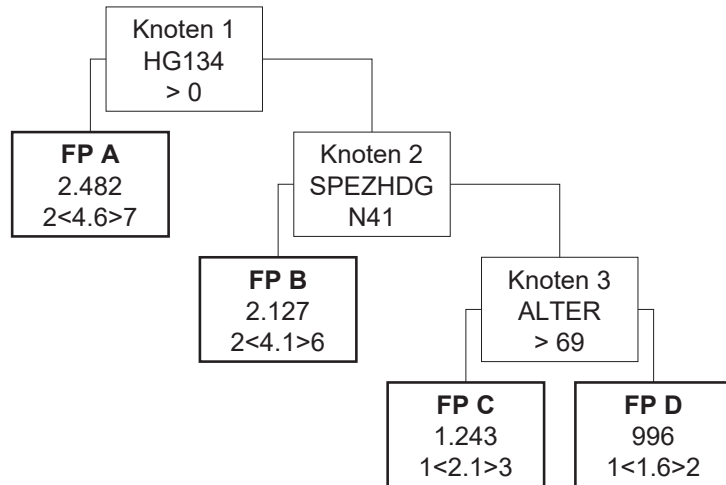 Knoten 1
HG134
> 0
FP A
2.482
2<4.6>7
Knoten 2
SPEZHDG
N41
FP B
2.127
2<4.1>6
Knoten 3
ALTER
> 69
FP C
1.243
1<2.1>3
FP D
996
1<1.6>2